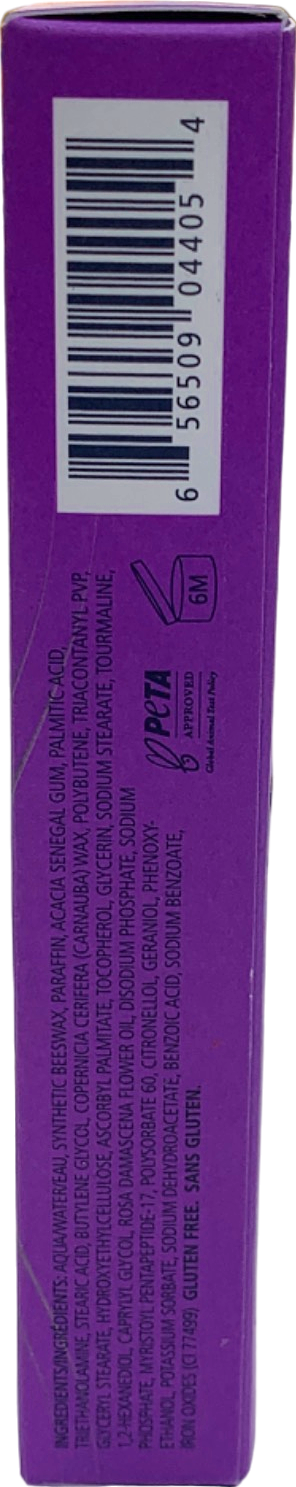 6 56509 04405 4
6M
PETA
APPROVED
Global Animal Test Policy
INGREDIENTS/INGRÉDIENTS: AQUA/WATER/EAU, SYNTHETIC BEESWAX, PARAFFIN, ACACIA SENEGAL GUM, PALMITIC ACID,
TRIETHANOLAMINE, STEARIC ACID, BUTYLENE GLYCOL, COPERNICIA CERIFERA (CARNAUBA) WAX, POLYBUTENE, TRIACONTANYL PVP,
GLYCERYL STEARATE, HYDROXYETHYLCELLULOSE, ASCORBYL PALMITATE, TOCOPHEROL, GLYCERIN, SODIUM STEARATE, TOURMALINE,
1,2-HEXANEDIOL, CAPRYLYL GLYCOL, ROSA DAMASCENA FLOWER OIL, DISODIUM PHOSPHATE, SODIUM
PHOSPHATE, MYRISTOYL PENTAPEPTIDE-17, POLYSORBATE 60, CITRONELLOL, GERANIOL, PHENOXY-
ETHANOL, POTASSIUM SORBATE, SODIUM DEHYDROACETATE, BENZOIC ACID, SODIUM BENZOATE,
IRON OXIDES (CI 77499) GLUTEN FREE. SANS GLUTEN.